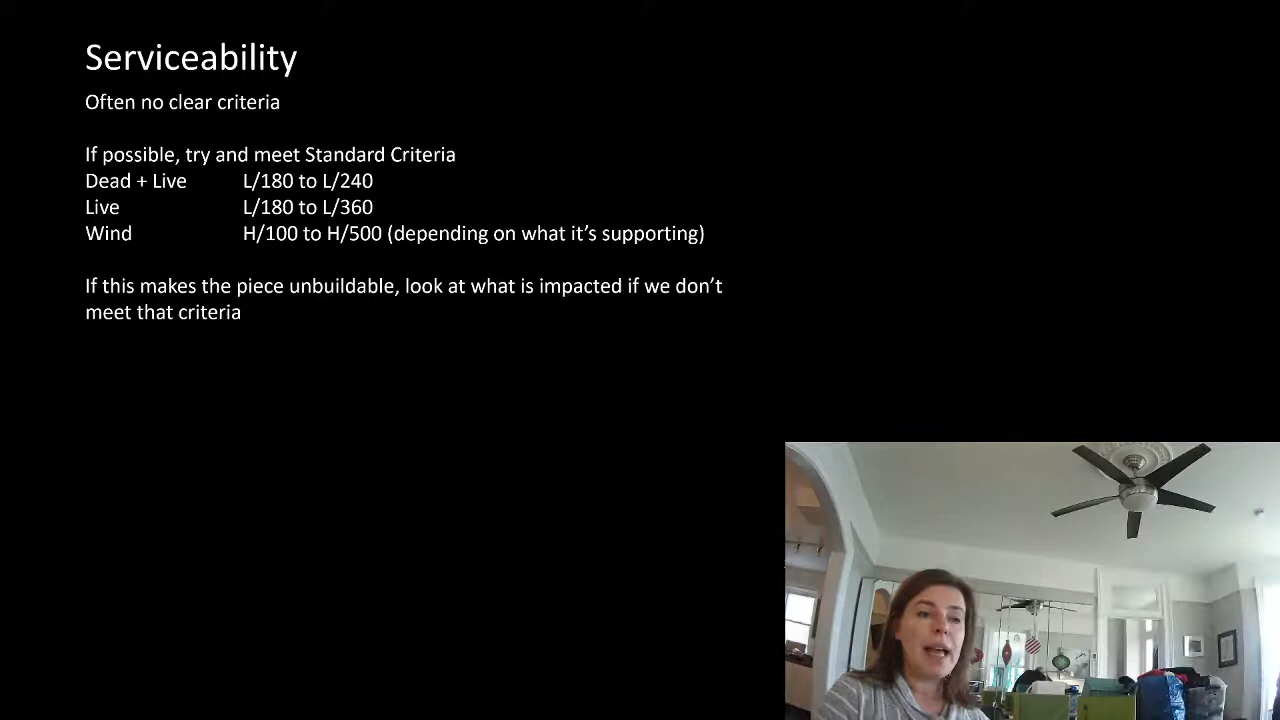 Serviceability
Often no clear criteria
If possible, try and meet Standard Criteria
Dead + Live L/180 to L/240
Live L/180 to L/360
Wind H/100 to H/500 (depending on what it’s supporting)
If this makes the piece unbuildable, look at what is impacted if we don’t
meet that criteria